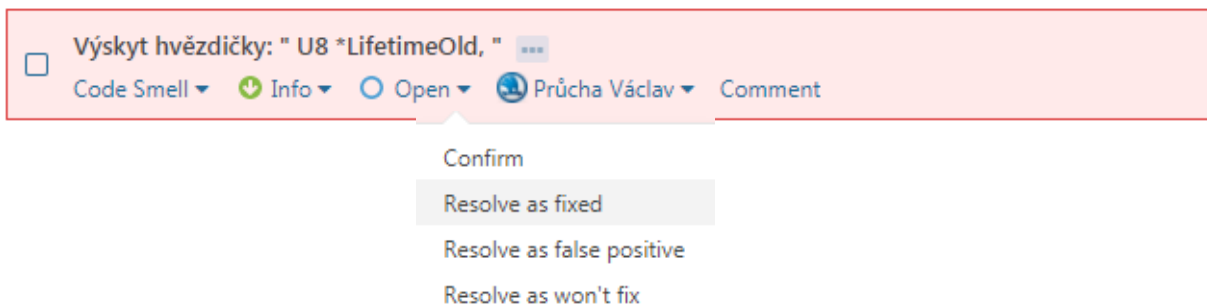 Výskyt hvězdičky: " U8 *LifetimeOld, " ...
Code Smell Info Open Průcha Václav Comment
Confirm
Resolve as fixed
Resolve as false positive
Resolve as won't fix